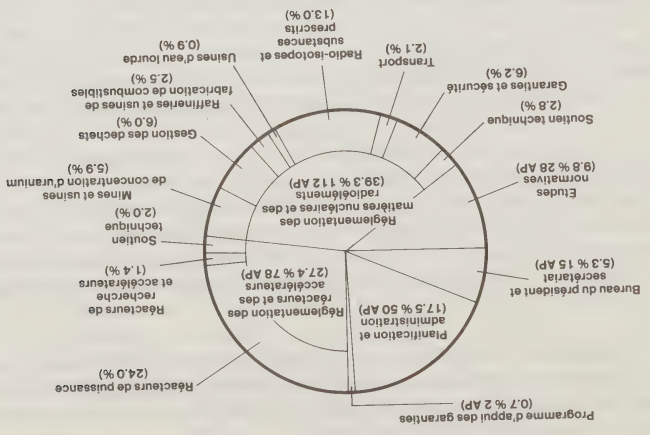 Programme d'appui des garanties
(0.7 % 2 AP)
Réacteurs de puissance
(24.0 %)
Planification et
administration
(17.5 % 50 AP)
Réglementation des
réacteurs et des
accélérateurs
(27.4 % 78 AP)
Bureau du président et
secrétariat
(5.3 % 15 AP)
Réacteurs de
recherche
et accélérateurs
(1.4 %)
Soutien
technique
(2.0 %)
Études
normatives
(9.8 % 28 AP)
Réglementation des
matières nucléaires et des
radioéléments
(39.3 % 112 AP)
Mines et usines
de concentration d'uranium
(5.9 %)
Soutien technique
(2.8 %)
Gestion des déchets
(6.0 %)
Garanties et sécurité
(6.2 %)
Raffineries et usines de
fabrication de combustibles
(2.5 %)
Transport
(2.1 %)
Usines d'eau lourde
(0.9 %)
Radio-isotopes et
substances
prescrits
(13.0 %)